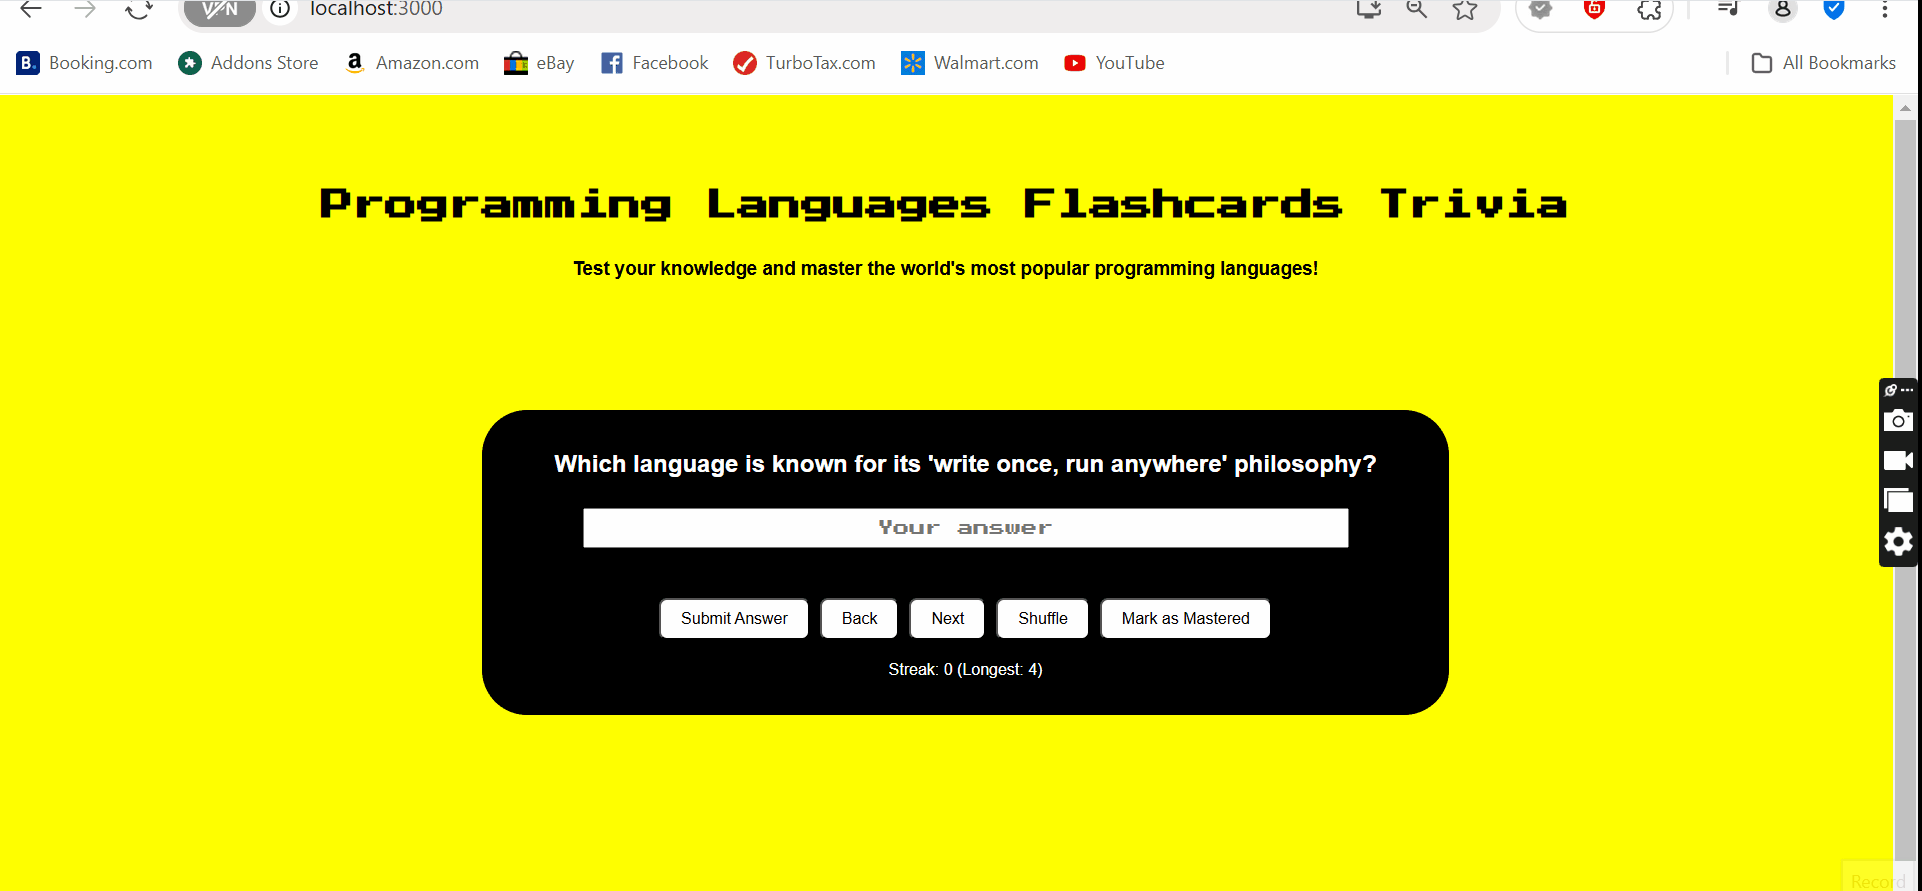 VPN localhost:3000
Booking.com Addons Store Amazon.com eBay Facebook TurboTax.com Walmart.com YouTube All Bookmarks
Programming Languages Flashcards Trivia
Test your knowledge and master the world's most popular programming languages!
Which language is known for its 'write once, run anywhere' philosophy?
Your answer
Submit Answer Back Next Shuffle Mark as Mastered
Streak: 0 (Longest: 4)
Record